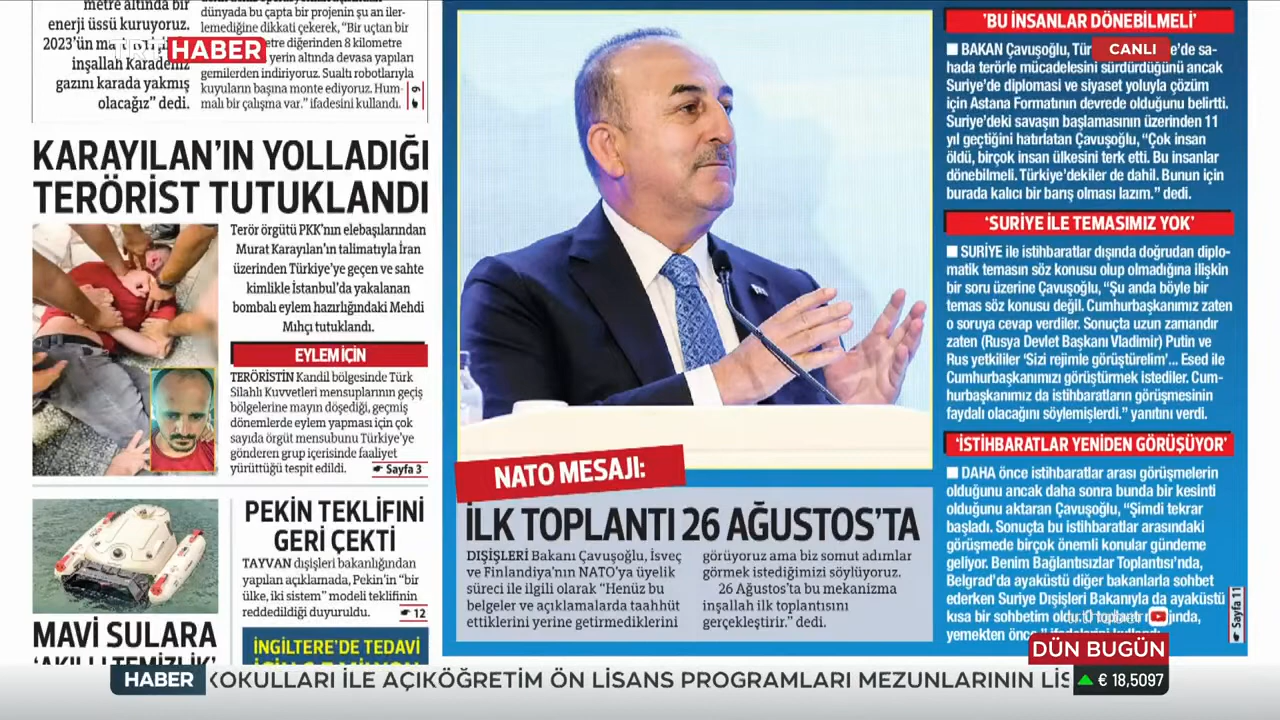 metre altında bir
enerji üssü kuruyoruz.
inşallah Karadeniz
gazını karada yakmış
olacağız” dedi.
dünyada bu çapta bir projenin şu an iler-
lemediğine dikkati çekerek, “Bir uçtan bir
metre diğerinden 8 kilometre
yerin altında devasa yapıları
gemilerden indiriyoruz. Sualtı robotlarıyla
kuyuların başına monte ediyoruz. Hum-
malı bir çalışma var.” ifadesini kullandı.
9
TRT HABER
KARAYILAN’IN YOLLADIĞI
TERÖRİST TUTUKLANDI
Terör örgütü PKK’nın elebaşılarından
Murat Karayılan’ın talimatıyla İran
üzerinden Türkiye’ye geçen ve sahte
kimlikle İstanbul’da yakalanan
bombalı eylem hazırlığındaki Mehdi
Mıhçı tutuklandı.
EYLEM İÇİN
TERÖRİSTİN Kandil bölgesinde Türk
Silahlı Kuvvetleri mensuplarının geçiş
bölgelerine mayın döşediği, geçmiş
dönemlerde eylem yapması için çok
sayıda örgüt mensubunu Türkiye’ye
gönderen grup içerisinde faaliyet
yürüttüğü tespit edildi.
Sayfa 3
PEKİN TEKLİFİNİ
GERİ ÇEKTİ
TAYVAN dışişleri bakanlığından
yapılan açıklamada, Pekin’in “bir
ülke, iki sistem” modeli teklifinin
reddedildiği duyuruldu.
12
MAVİ SULARA
‘AKILLI TEMİZLİK’
İNGİLTERE’DE TEDAVİ
NATO MESAJI:
İLK TOPLANTI 26 AĞUSTOS’TA
DIŞİŞLERİ Bakanı Çavuşoğlu, İsveç
ve Finlandiya’nın NATO’ya üyelik
süreci ile ilgili olarak “Henüz bu
belgeler ve açıklamalarda taahhüt
ettiklerini yerine getirmediklerini
görüyoruz ama biz somut adımlar
görmek istediğimizi söylüyoruz.
26 Ağustos’ta bu mekanizma
inşallah ilk toplantısını
gerçekleştirir.” dedi.
‘BU İNSANLAR DÖNEBİLMELİ’
CANLI
BAKAN Çavuşoğlu, ’de sa-
hada terörle mücadelesini sürdürdüğünü ancak
Suriye’de diplomasi ve siyaset yoluyla çözüm
için Astana Formatının devrede olduğunu belirtti.
Suriye’deki savaşın başlamasının üzerinden 11
yıl geçtiğini hatırlatan Çavuşoğlu, “Çok insan
öldü, birçok insan ülkesini terk etti. Bu insanlar
dönebilmeli. Türkiye’dekiler de dahil. Bunun için
burada kalıcı bir barış olması lazım.” dedi.
‘SURİYE İLE TEMASIMIZ YOK’
SURİYE ile istihbaratlar dışında doğrudan diplo-
matik temasın söz konusu olup olmadığına ilişkin
bir soru üzerine Çavuşoğlu, “Şu anda böyle bir
temas söz konusu değil. Cumhurbaşkanımız zaten
o soruya cevap verdiler. Sonuçta uzun zamandır
zaten (Rusya Devlet Başkanı Vladimir) Putin ve
Rus yetkililer ‘Sizi rejimle görüştürelim’... Esed ile
Cumhurbaşkanımızı görüştürmek istediler. Cum-
hurbaşkanımız da istihbaratların görüşmesinin
faydalı olacağını söylemişlerdi.” yanıtını verdi.
‘İSTİHBARATLAR YENİDEN GÖRÜŞÜYOR’
DAHA önce istihbaratlar arası görüşmelerin
olduğunu ancak daha sonra bunda bir kesinti
olduğunu aktaran Çavuşoğlu, “Şimdi tekrar
başladı. Sonuçta bu istihbaratlar arasındaki
görüşmede birçok önemli konular gündeme
geliyor. Benim Bağlantısızlar Toplantısı’nda,
Belgrad’da ayaküstü diğer bakanlarla sohbet
ederken Suriye Dışişleri Bakanıyla da ayaküstü
kısa bir sohbetim oldu. O toplantı
yemekten önce
Sayfa 11
DÜN BUGÜN
HABER
KOKULLARI İLE AÇIKÖĞRETİM ÖN LİSANS PROGRAMLARI MEZUNLARININ LİS
€ 18,5097